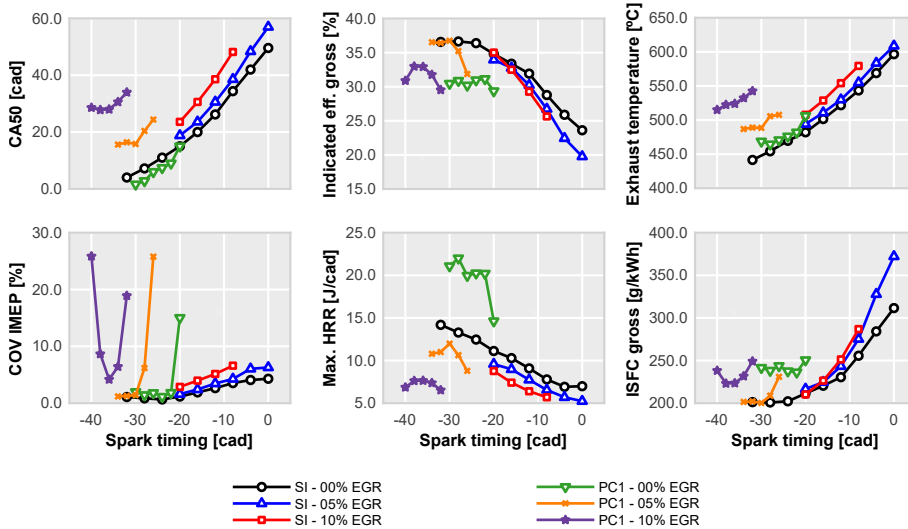 CA50 [cad]
60.0
40.0
20.0
0.0
Indicated eff. gross [%]
40.0
35.0
30.0
25.0
20.0
15.0
Exhaust temperature [ºC]
650.0
600.0
550.0
500.0
450.0
400.0
COV IMEP [%]
30.0
20.0
10.0
0.0
-40 -30 -20 -10 0
Spark timing [cad]
Max. HRR [J/cad]
25.0
20.0
15.0
10.0
5.0
-40 -30 -20 -10 0
Spark timing [cad]
ISFC gross [g/kWh]
400.0
350.0
300.0
250.0
200.0
-40 -30 -20 -10 0
Spark timing [cad]
SI - 00% EGR
SI - 05% EGR
SI - 10% EGR
PC1 - 00% EGR
PC1 - 05% EGR
PC1 - 10% EGR